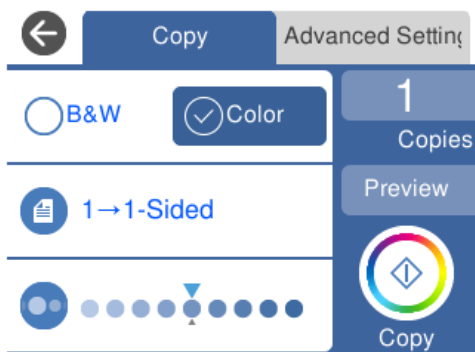 Copy
Advanced Setting
B&W
Color
1
Copies
1→1-Sided
Preview
Copy